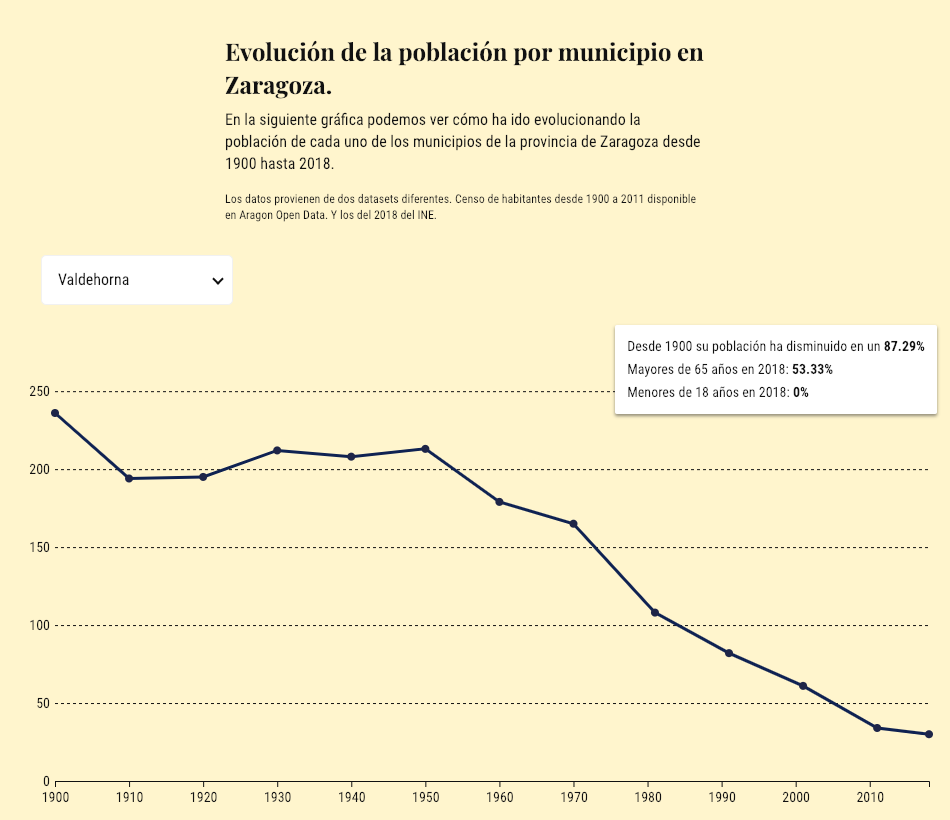 Evolución de la población por municipio en
Zaragoza.
En la siguiente gráfica podemos ver cómo ha ido evolucionando la
población de cada uno de los municipios de la provincia de Zaragoza desde
1900 hasta 2018.
Los datos provienen de dos datasets diferentes. Censo de habitantes desde 1900 a 2011 disponible
en Aragon Open Data. Y los del 2018 del INE.
Valdehorna
Desde 1900 su población ha disminuido en un 87.29%
Mayores de 65 años en 2018: 53.33%
Menores de 18 años en 2018: 0%
250
200
150
100
50
0
1900 1910 1920 1930 1940 1950 1960 1970 1980 1990 2000 2010